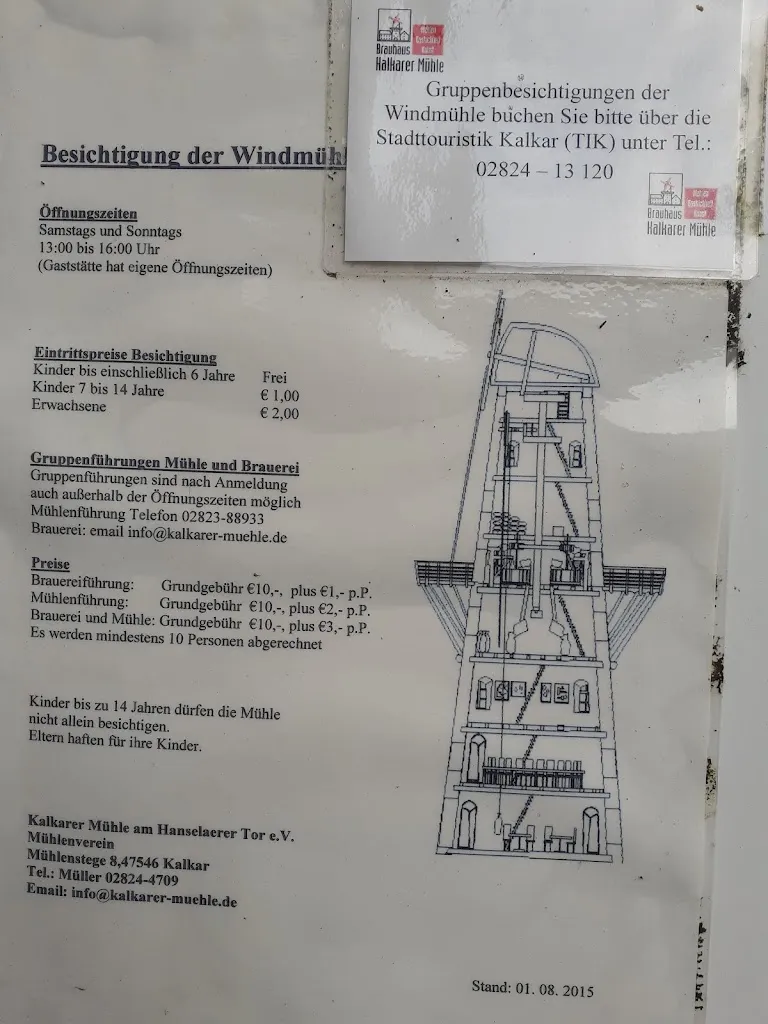 Brauhaus
Kalkarer Mühle
Gruppenbesichtigungen der
Windmühle buchen Sie bitte über die
Stadttouristik Kalkar (TIK) unter Tel.:
02824 – 13 120
Brauhaus
Kalkarer Mühle
Besichtigung der
Öffnungszeiten
Samstags und Sonntags
13:00 bis 16:00 Uhr
(Gaststätte hat eigene Öffnungszeiten)
Eintrittspreise Besichtigung
Kinder bis einschließlich 6 Jahre Frei
Kinder 7 bis 14 Jahre € 1,00
Erwachsene € 2,00
Gruppenführungen Mühle und Brauerei
Gruppenführungen sind nach Anmeldung
auch außerhalb der Öffnungszeiten möglich
Mühlenführung Telefon 02823-88933
Brauerei: email info@kalkarer-muehle.de
Preise
Brauereiführung: Grundgebühr €10,-, plus €1,- p.P.
Mühlenführung: Grundgebühr €10,-, plus €2,- p.P.
Brauerei und Mühle: Grundgebühr €10,-, plus €3,- p.P.
Es werden mindestens 10 Personen abgerechnet
Kinder bis zu 14 Jahren dürfen die Mühle
nicht allein besichtigen.
Eltern haften für ihre Kinder.
Kalkarer Mühle am Hanselaerer Tor e.V.
Mühlenverein
Mühlenstege 8,47546 Kalkar
Tel.: Müller 02824-4709
Email: info@kalkarer-muehle.de
Stand: 01. 08. 2015